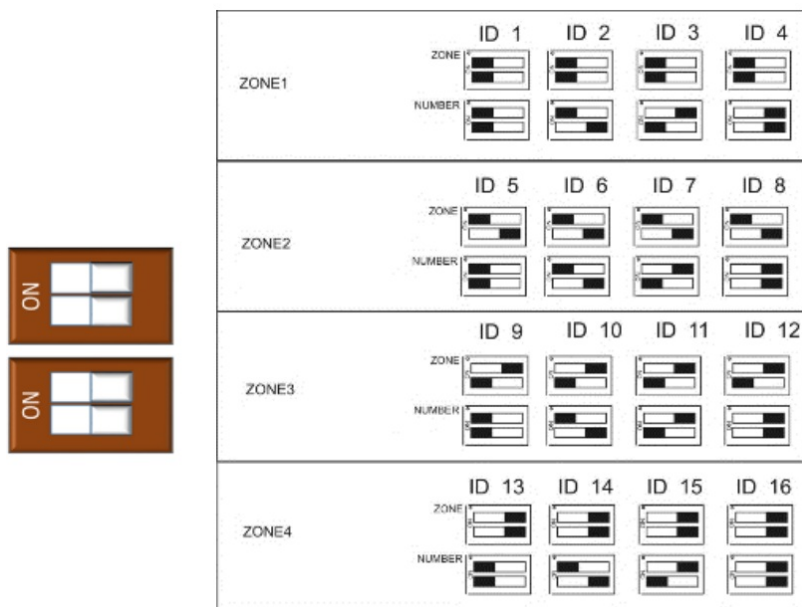 ON
ON
ID 1 ID 2 ID 3 ID 4
ZONE
ZONE1
NUMBER
ID 5 ID 6 ID 7 ID 8
ZONE
ZONE2
NUMBER
ID 9 ID 10 ID 11 ID 12
ZONE
ZONE3
NUMBER
ID 13 ID 14 ID 15 ID 16
ZONE
ZONE4
NUMBER